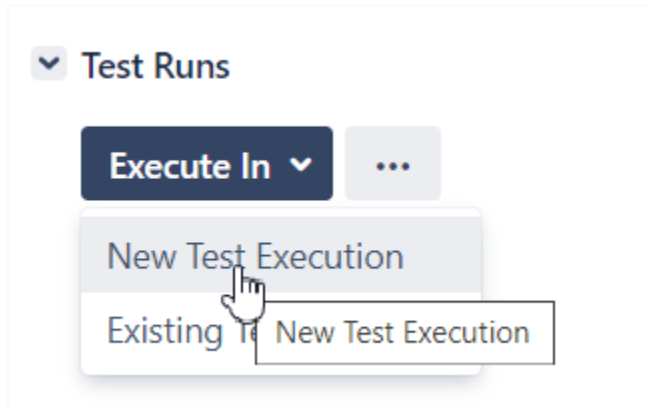 Test Runs
Execute In
...
New Test Execution
Existing
New Test Execution